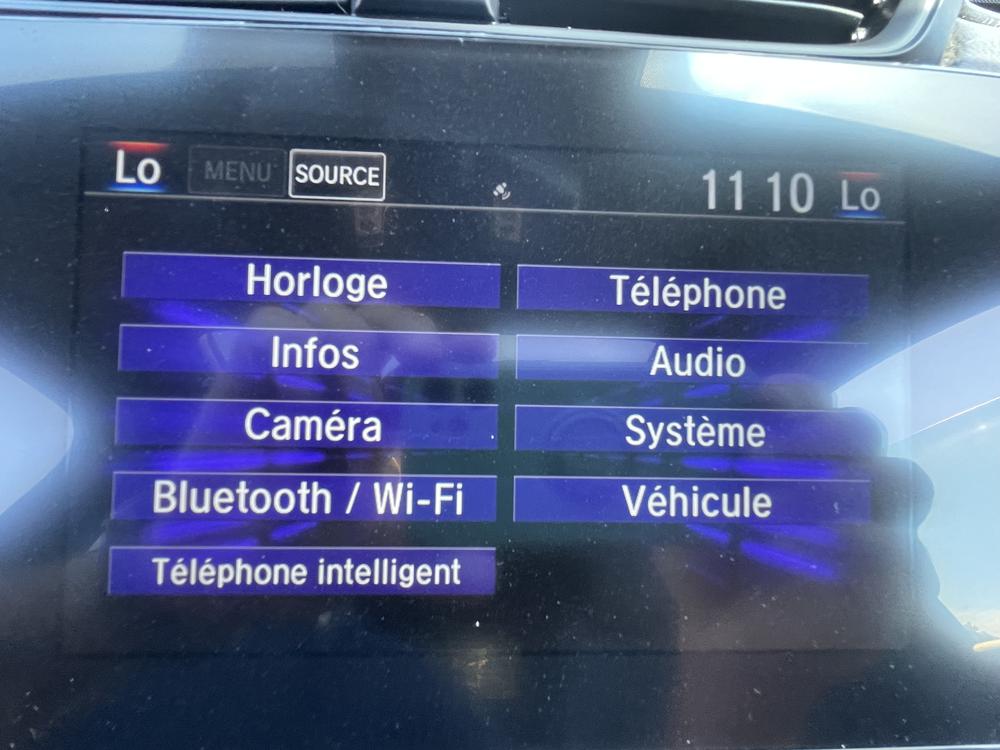 Lo MENU SOURCE 11 10 Lo
Horloge Téléphone
Infos Audio
Caméra Système
Bluetooth / Wi-Fi Véhicule
Téléphone intelligent